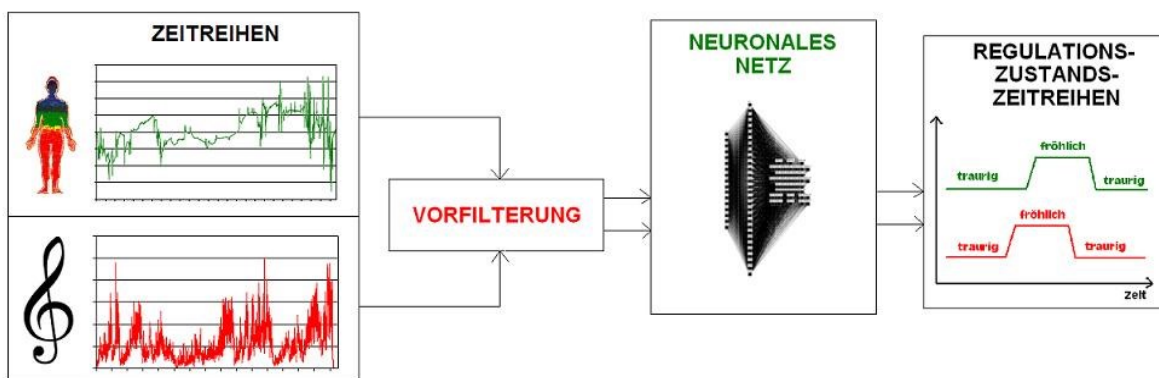 ZEITREIHEN
VORFILTERUNG
NEURONALES
NETZ
REGULATIONS-
ZUSTANDS-
ZEITREIHEN
fröhlich
traurig
traurig
fröhlich
traurig
traurig
Zeit